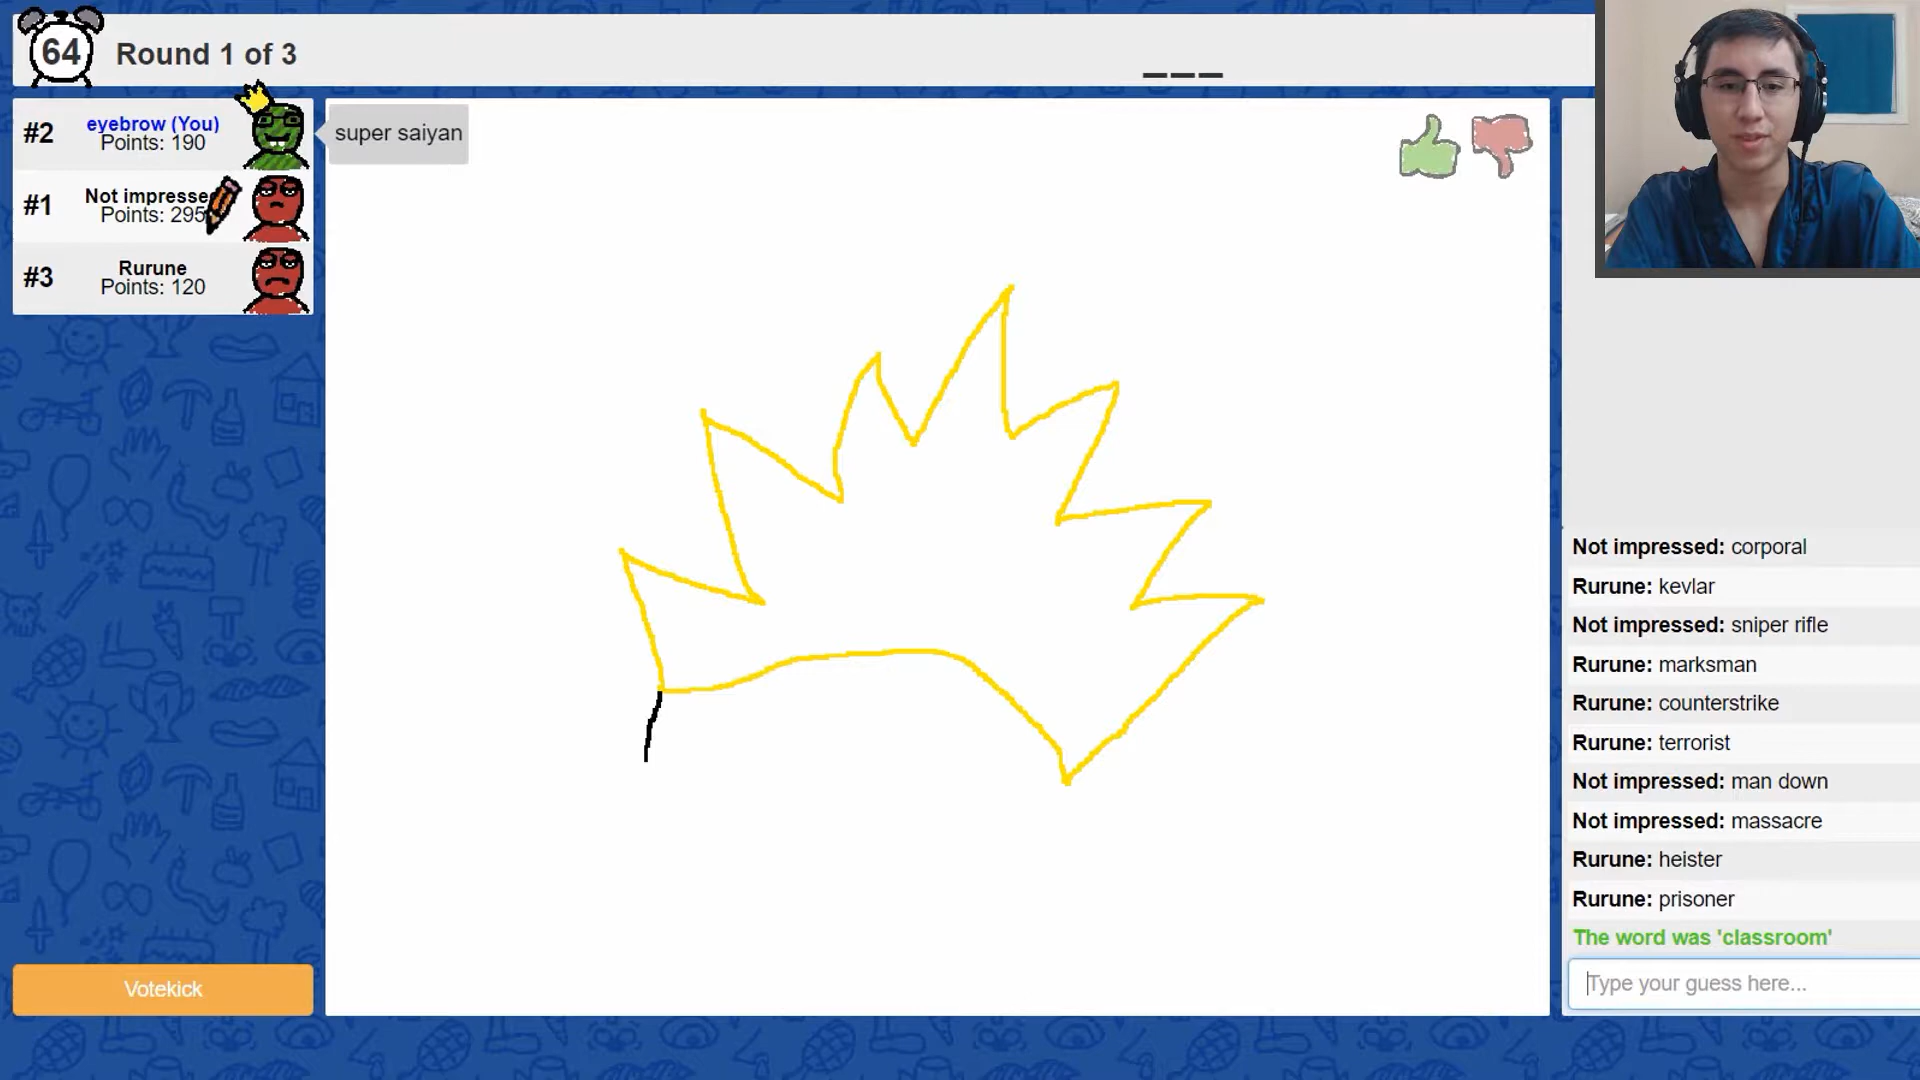 64
Round 1 of 3
___
#2
eyebrow (You)
Points: 190
super saiyan
#1
Not impresse
Points: 295
#3
Rurune
Points: 120
Not impressed: corporal
Rurune: kevlar
Not impressed: sniper rifle
Rurune: marksman
Rurune: counterstrike
Rurune: terrorist
Not impressed: man down
Not impressed: massacre
Rurune: heister
Rurune: prisoner
The word was 'classroom'
Type your guess here...
Votekick